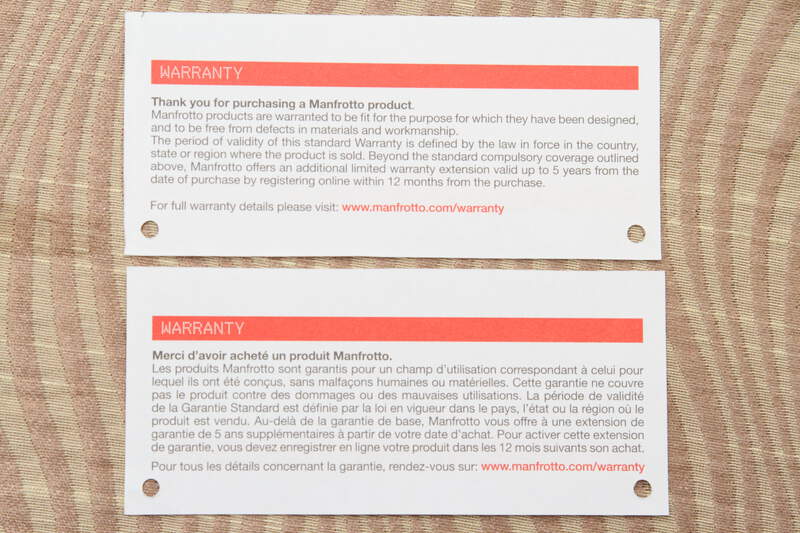 WARRANTY
Thank you for purchasing a Manfrotto product.
Manfrotto products are warranted to be fit for the purpose for which they have been designed,
and to be free from defects in materials and workmanship.
The period of validity of this standard Warranty is defined by the law in force in the country,
state or region where the product is sold. Beyond the standard compulsory coverage outlined
above, Manfrotto offers an additional limited warranty extension valid up to 5 years from the
date of purchase by registering online within 12 months from the purchase.
For full warranty details please visit: www.manfrotto.com/warranty
WARRANTY
Merci d'avoir acheté un produit Manfrotto.
Les produits Manfrotto sont garantis pour un champ d'utilisation correspondant à celui pour
lequel ils ont été conçus, sans malfaçons humaines ou matérielles. Cette garantie ne couvre
pas le produit contre des dommages ou des mauvaises utilisations. La période de validité
de la Garantie Standard est définie par la loi en vigueur dans le pays, l'état ou la région où le
produit est vendu. Au-delà de la garantie de base, Manfrotto vous offre à une extension de
garantie de 5 ans supplémentaires à partir de votre date d'achat. Pour activer cette extension
de garantie, vous devez enregistrer en ligne votre produit dans les 12 mois suivants son achat.
Pour tous les détails concernant la garantie, rendez-vous sur: www.manfrotto.com/warranty